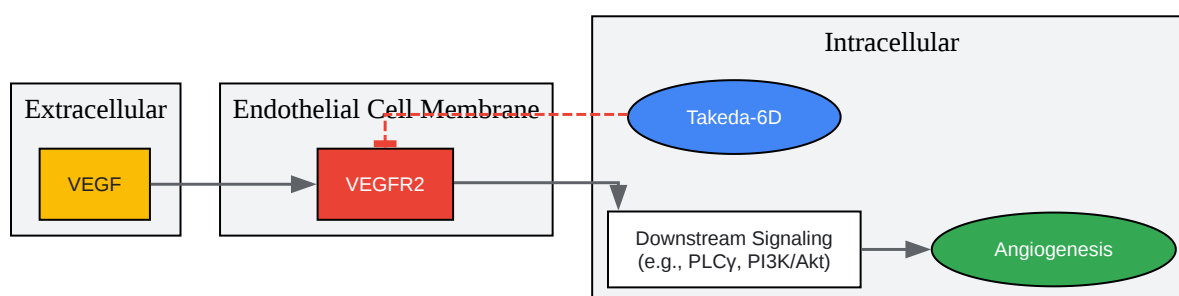 Intracellular
Extracellular
Endothelial Cell Membrane
Takeda-6D
VEGF
VEGFR2
Downstream Signaling
(e.g., PLCγ, PI3K/Akt)
Angiogenesis